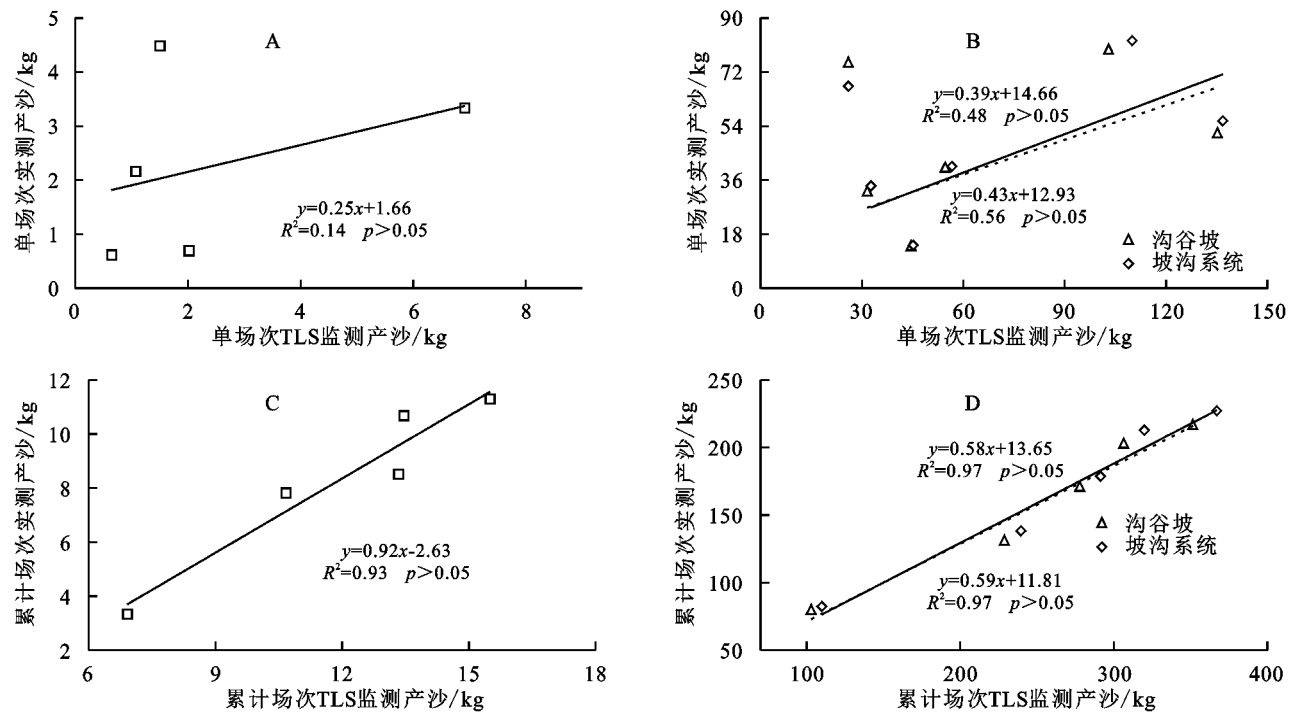 A
5
4
3
2
1
0
0
2
4
6
8
单场次实测产沙/kg
y=0.25x+1.66
R²=0.14 p>0.05
单场次TLS监测产沙/kg
B
90
72
54
36
18
0
0
30
60
90
120
150
单场次实测产沙/kg
y=0.39x+14.66
R²=0.48 p>0.05
y=0.43x+12.93
R²=0.56 p>0.05
沟谷坡
坡沟系统
单场次TLS监测产沙/kg
C
12
10
8
6
4
2
6
9
12
15
18
累计场次实测产沙/kg
y=0.92x-2.63
R²=0.93 p>0.05
累计场次TLS监测产沙/kg
D
250
200
150
100
50
100
200
300
400
累计场次实测产沙/kg
y=0.58x+13.65
R²=0.97 p>0.05
沟谷坡
坡沟系统
y=0.59x+11.81
R²=0.97 p>0.05
累计场次TLS监测产沙/kg